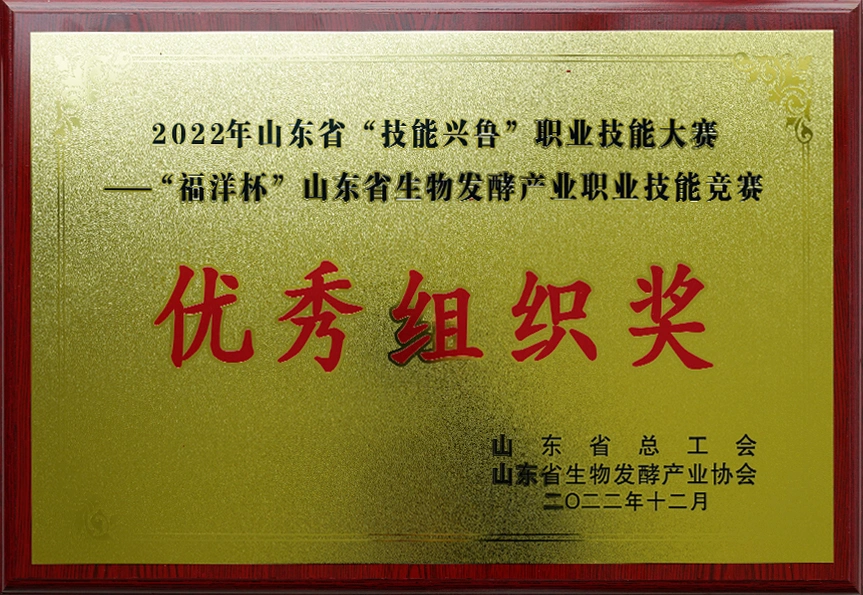 2022年山东省“技能兴鲁”职业技能大赛
——“福洋杯”山东省生物发酵产业职业技能竞赛
优秀组织奖
山东省总工会
山东省生物发酵产业协会
二〇二二年十二月